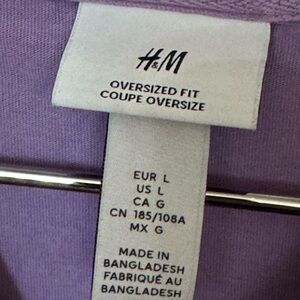 H&M
OVERSIZED FIT
COUPE OVERSIZE
EUR L
US L
CA G
CN 185/108A
MX G
MADE IN
BANGLADESH
FABRIQUÉ AU
BANGLADESH